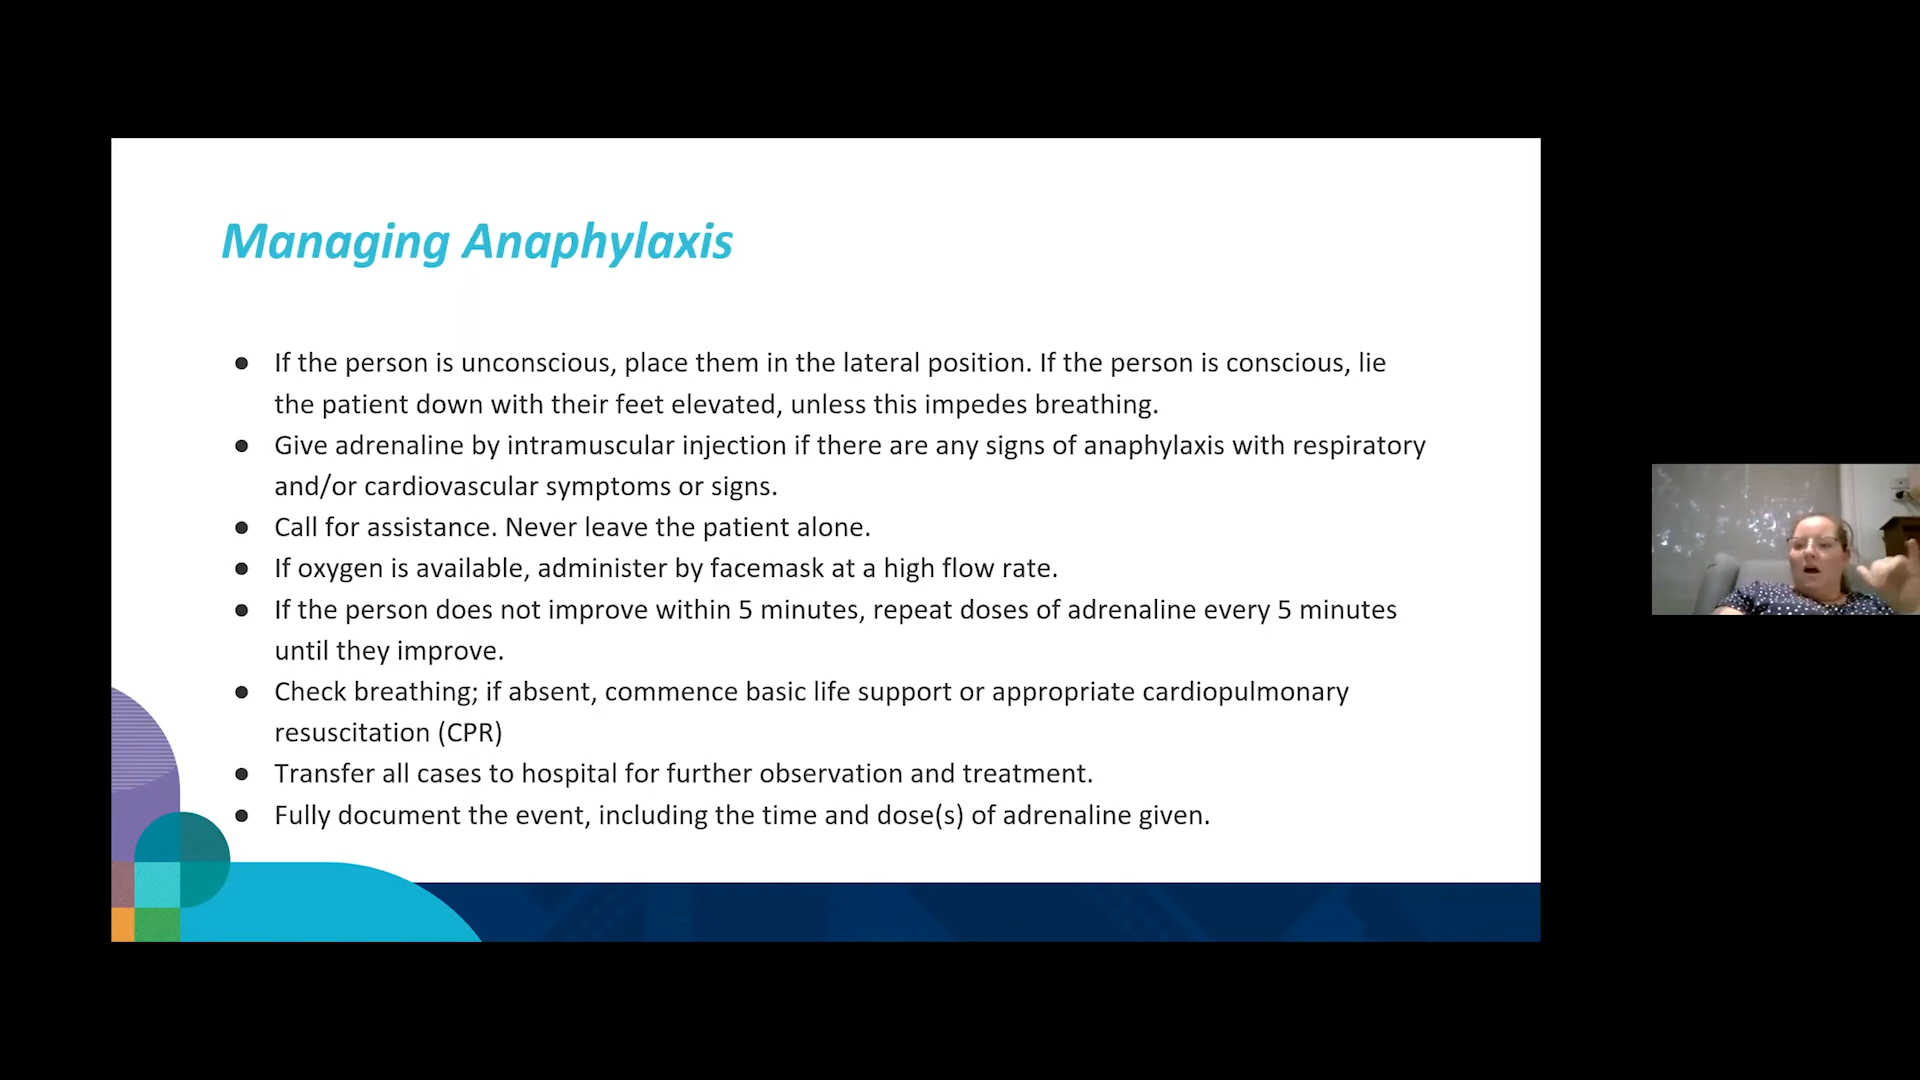 Managing Anaphylaxis
● If the person is unconscious, place them in the lateral position. If the person is conscious, lie
the patient down with their feet elevated, unless this impedes breathing.
● Give adrenaline by intramuscular injection if there are any signs of anaphylaxis with respiratory
and/or cardiovascular symptoms or signs.
● Call for assistance. Never leave the patient alone.
● If oxygen is available, administer by facemask at a high flow rate.
● If the person does not improve within 5 minutes, repeat doses of adrenaline every 5 minutes
until they improve.
● Check breathing; if absent, commence basic life support or appropriate cardiopulmonary
resuscitation (CPR)
● Transfer all cases to hospital for further observation and treatment.
● Fully document the event, including the time and dose(s) of adrenaline given.